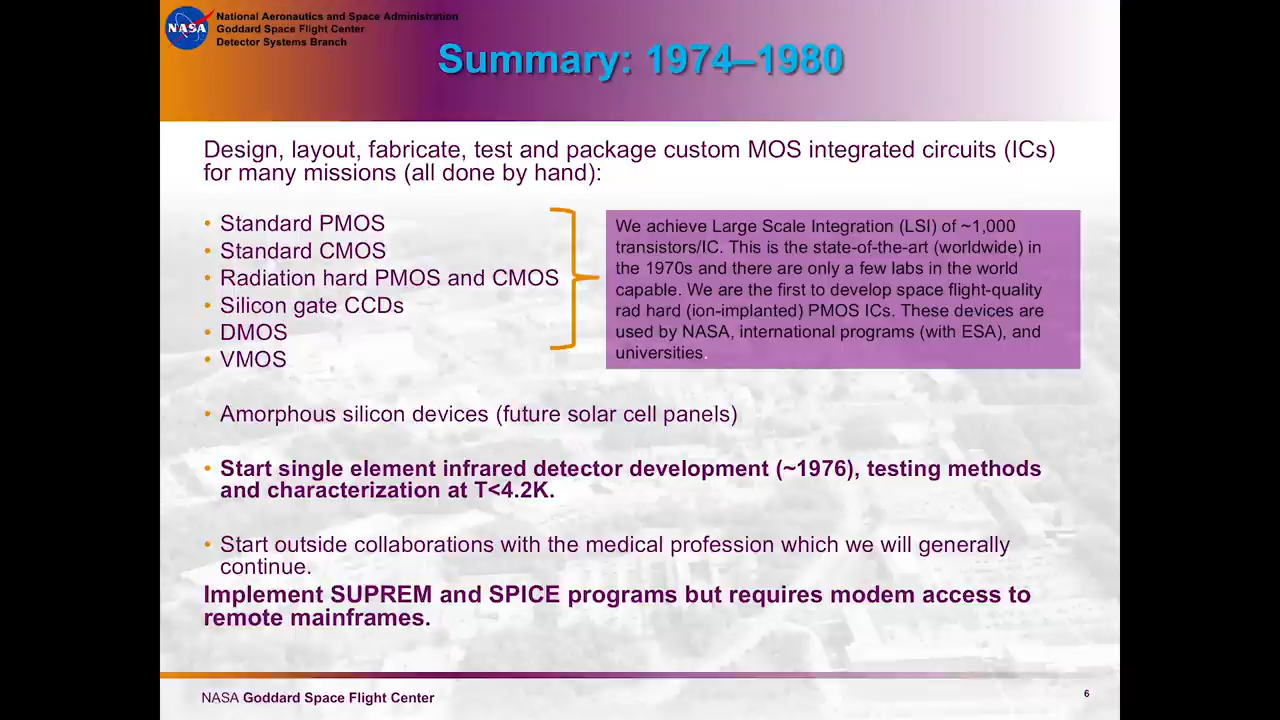 NASA
National Aeronautics and Space Administration
Goddard Space Flight Center
Detector Systems Branch
Summary: 1974–1980
Design, layout, fabricate, test and package custom MOS integrated circuits (ICs)
for many missions (all done by hand):
• Standard PMOS
• Standard CMOS
• Radiation hard PMOS and CMOS
• Silicon gate CCDs
• DMOS
• VMOS
We achieve Large Scale Integration (LSI) of ~1,000
transistors/IC. This is the state-of-the-art (worldwide) in
the 1970s and there are only a few labs in the world
capable. We are the first to develop space flight-quality
rad hard (ion-implanted) PMOS ICs. These devices are
used by NASA, international programs (with ESA), and
universities.
• Amorphous silicon devices (future solar cell panels)
• Start single element infrared detector development (~1976), testing methods
and characterization at T<4.2K.
• Start outside collaborations with the medical profession which we will generally
continue.
Implement SUPREM and SPICE programs but requires modem access to
remote mainframes.
NASA Goddard Space Flight Center
6